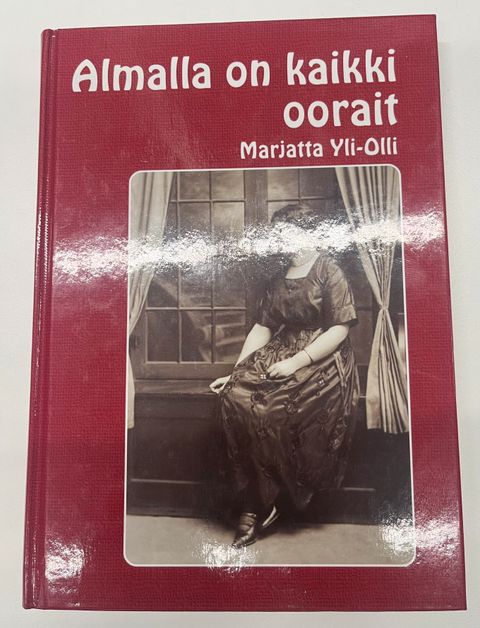 Almalla on kaikki
oorait
Marjatta Yli-Olli